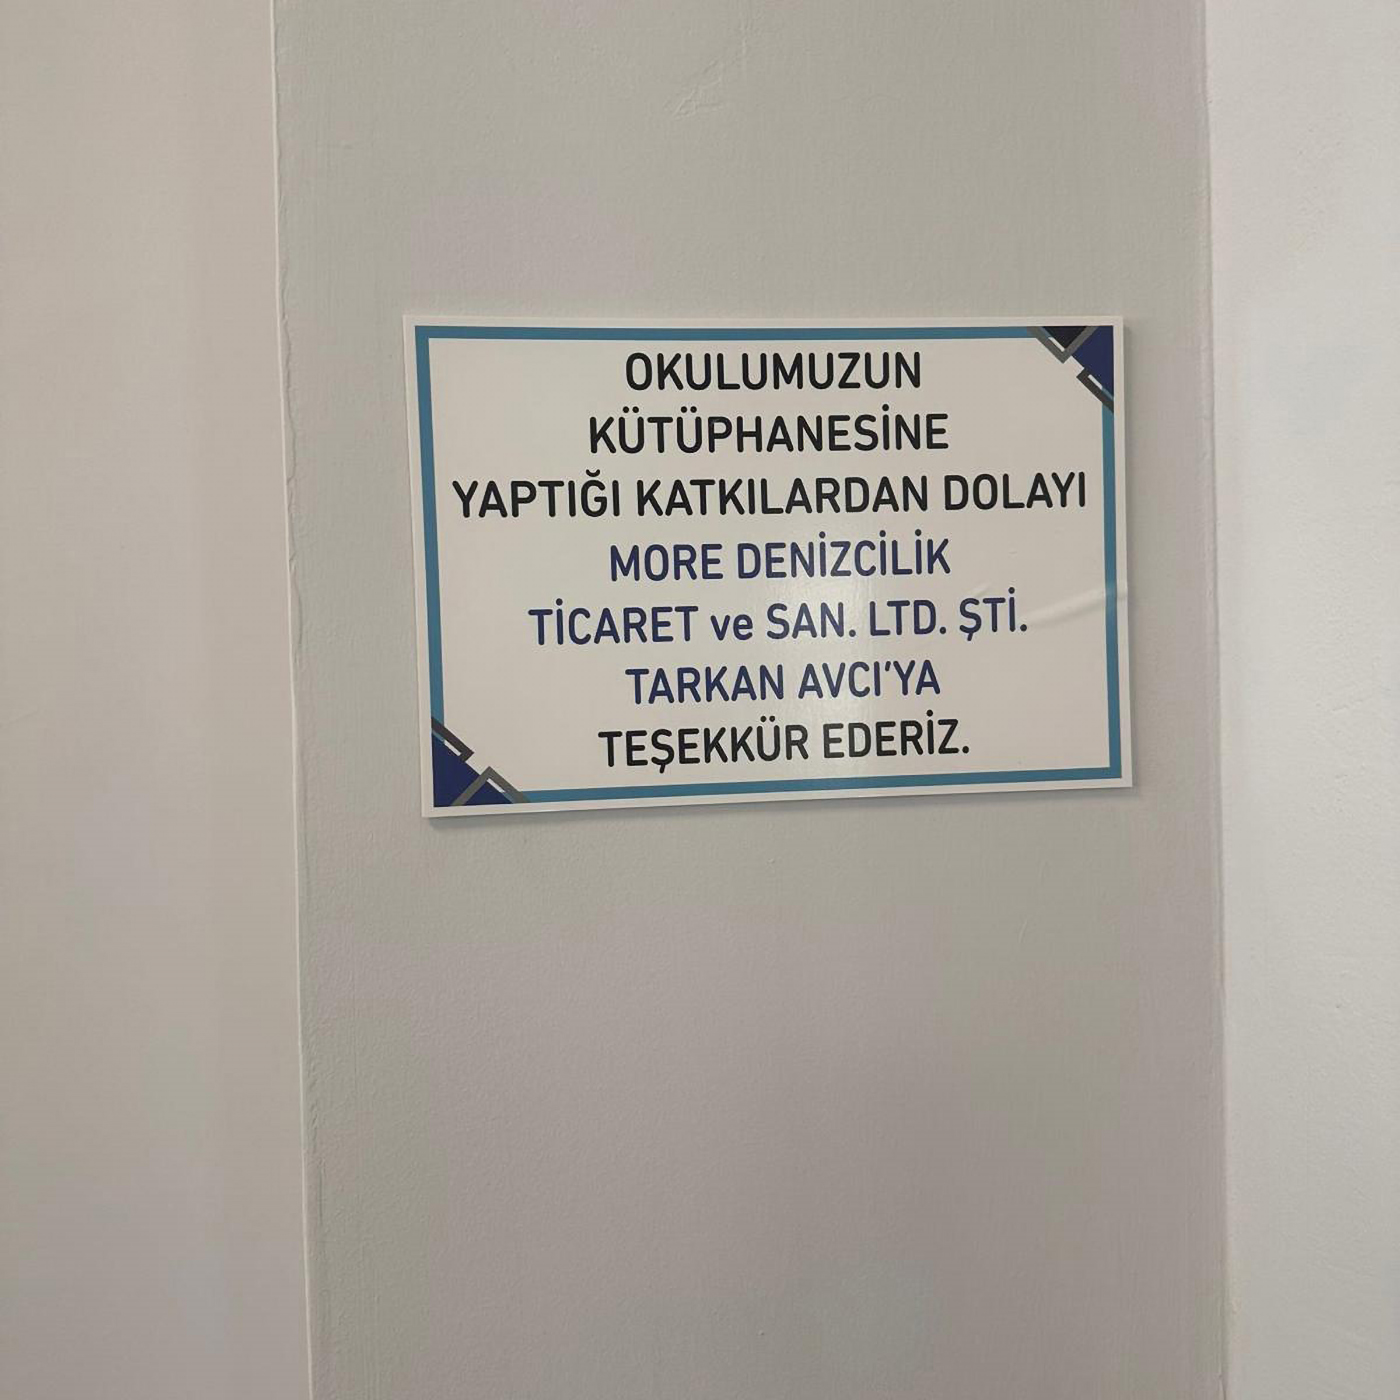 OKULUMUZUN
KÜTÜPHANESİNE
YAPTIĞI KATKILARDAN DOLAYI
MORE DENİZCİLİK
TİCARET ve SAN. LTD. ŞTİ.
TARKAN AVCI'YA
TEŞEKKÜR EDERİZ.